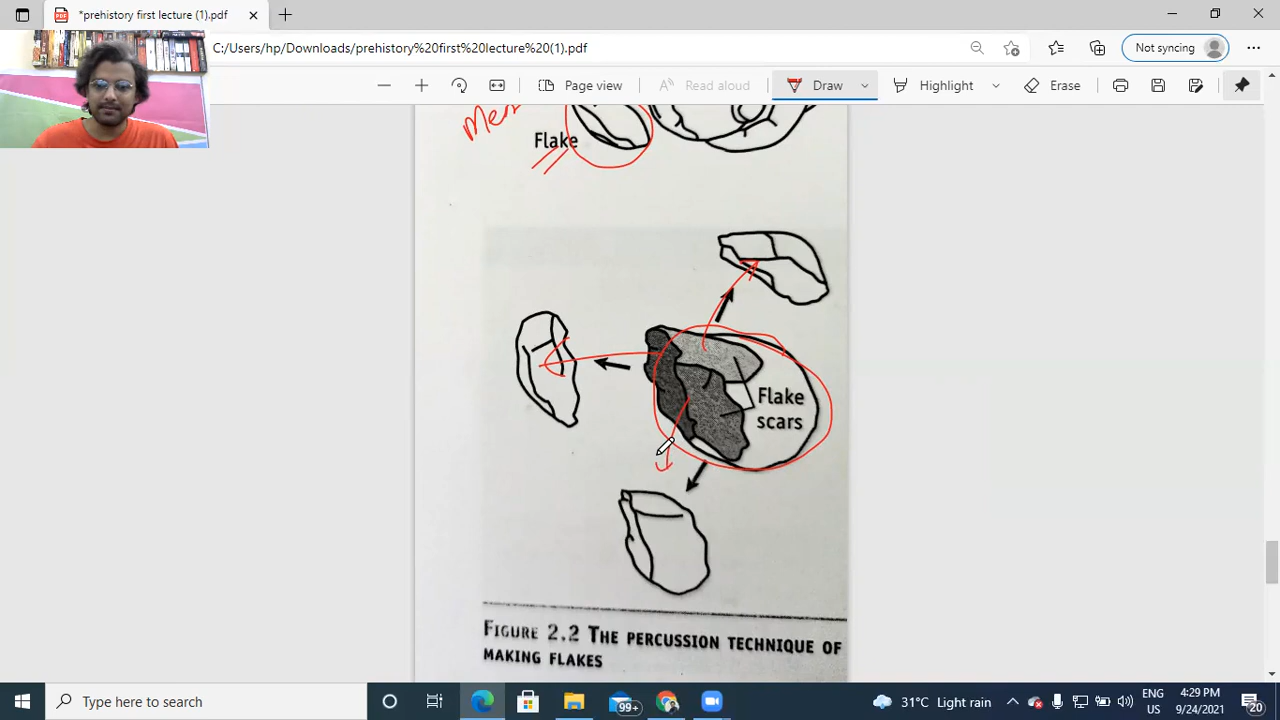 *prehistory first lecture (1).pdf
C:/Users/hp/Downloads/prehistory%20first%20lecture%20(1).pdf
Not syncing
Page view
Read aloud
Draw
Highlight
Erase
Flake
Flake
scars
FIGURE 2.2 THE PERCUSSION TECHNIQUE OF
MAKING FLAKES
Type here to search
99+
31°C Light rain
ENG
US
4:29 PM
9/24/2021
20